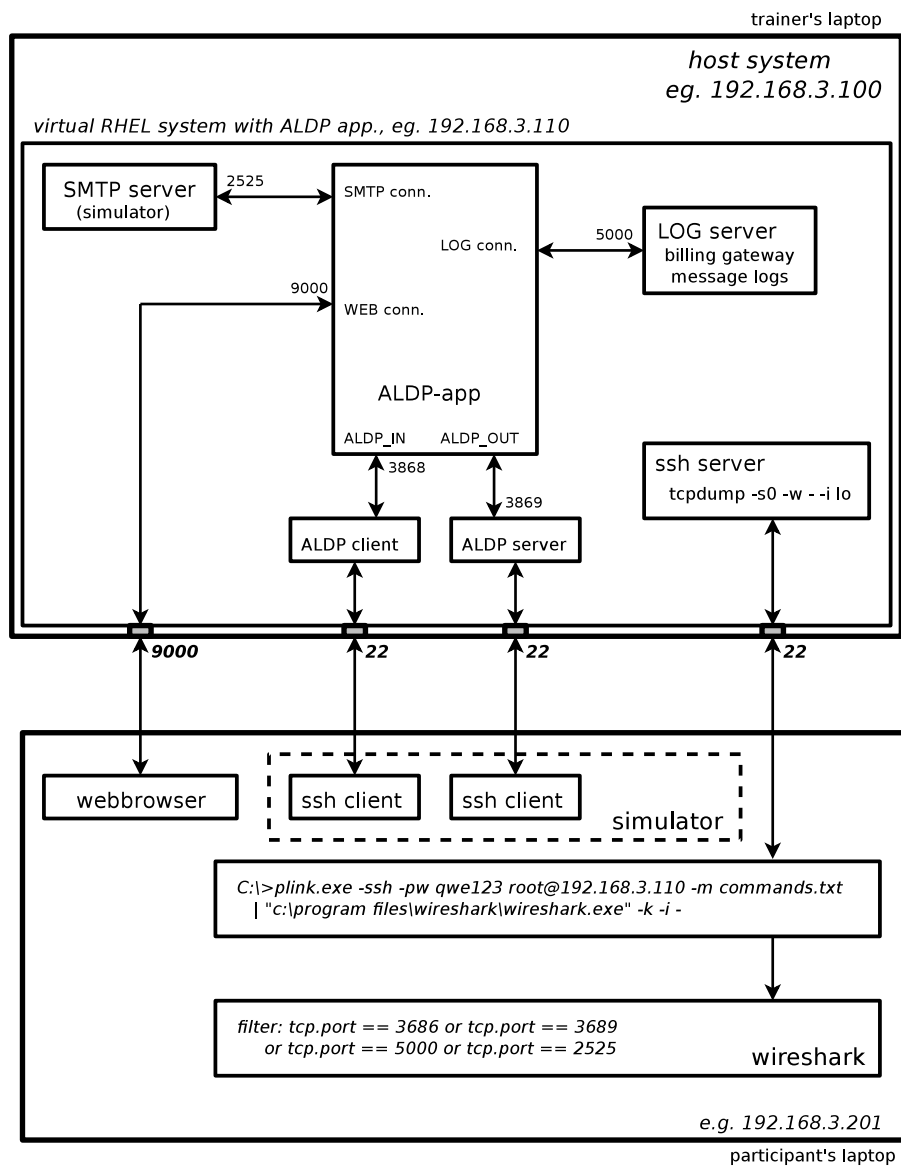 trainer's laptop
host system
eg. 192.168.3.100
virtual RHEL system with ALDP app., eg. 192.168.3.110
SMTP server
(simulator)
2525
SMTP conn.
LOG conn.
5000
LOG server
billing gateway
message logs
9000
WEB conn.
ALDP-app
ALDP_IN
ALDP_OUT
3868
3869
ssh server
tcpdump -s0 -w - -i lo
ALDP client
ALDP server
9000
22
22
22
webbrowser
ssh client
ssh client
simulator
C:\>plink.exe -ssh -pw qwe123 root@192.168.3.110 -m commands.txt
| "c:\program files\wireshark\wireshark.exe" -k -i -
filter: tcp.port == 3686 or tcp.port == 3689
or tcp.port == 5000 or tcp.port == 2525
wireshark
e.g. 192.168.3.201
participant's laptop